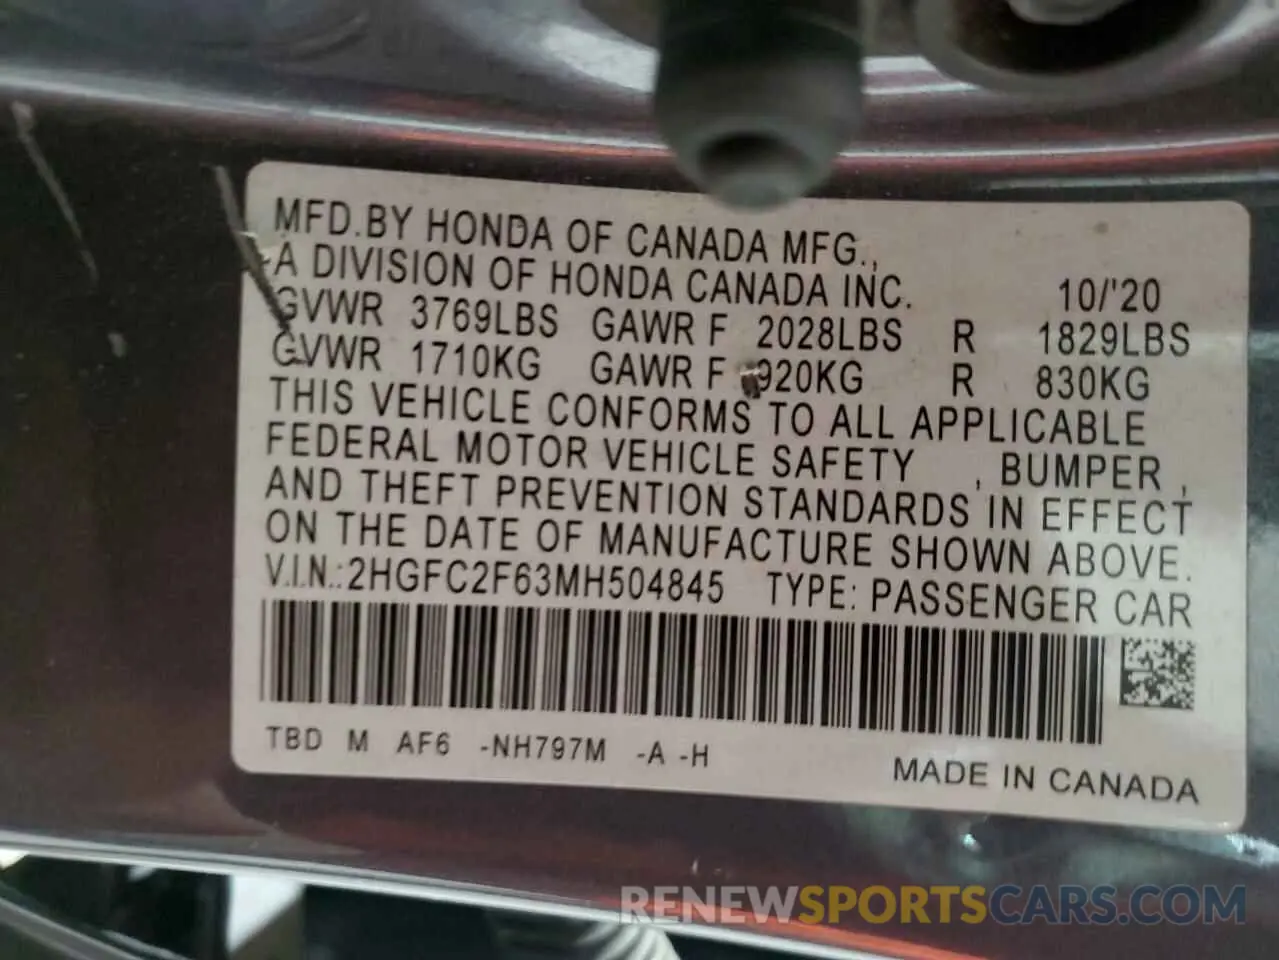 MFD.BY HONDA OF CANADA MFG.,
A DIVISION OF HONDA CANADA INC. 10/'20
GVWR 3769LBS GAWR F 2028LBS R 1829LBS
GVWR 1710KG GAWR F 920KG R 830KG
THIS VEHICLE CONFORMS TO ALL APPLICABLE
FEDERAL MOTOR VEHICLE SAFETY , BUMPER ,
AND THEFT PREVENTION STANDARDS IN EFFECT
ON THE DATE OF MANUFACTURE SHOWN ABOVE.
V.I.N.: 2HGFC2F63MH504845 TYPE: PASSENGER CAR
TBD M AF6 -NH797M -A -H
MADE IN CANADA
RENEWSPORTSCARS.COM